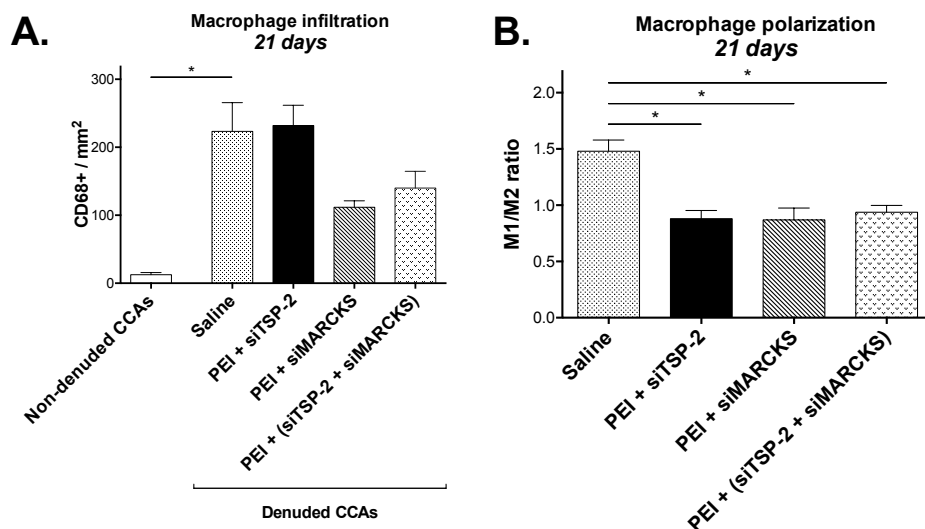 A.
Macrophage infiltration
21 days
*
300
200
100
0
CD68+ / mm²
Non-denuded CCAs
Saline
PEI + siTSP-2
PEI + siMARCKS
PEI + (siTSP-2 + siMARCKS)
Denuded CCAs
B.
Macrophage polarization
21 days
*
*
*
2.0
1.5
1.0
0.5
0.0
M1/M2 ratio
Saline
PEI + siTSP-2
PEI + siMARCKS
PEI + (siTSP-2 + siMARCKS)